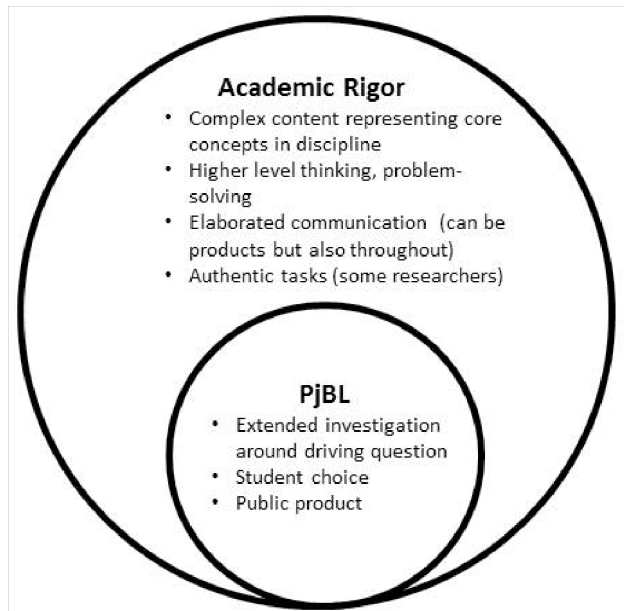 Academic Rigor
• Complex content representing core
concepts in discipline
• Higher level thinking, problem-
solving
• Elaborated communication (can be
products but also throughout)
• Authentic tasks (some researchers)
PjBL
• Extended investigation
around driving question
• Student choice
• Public product